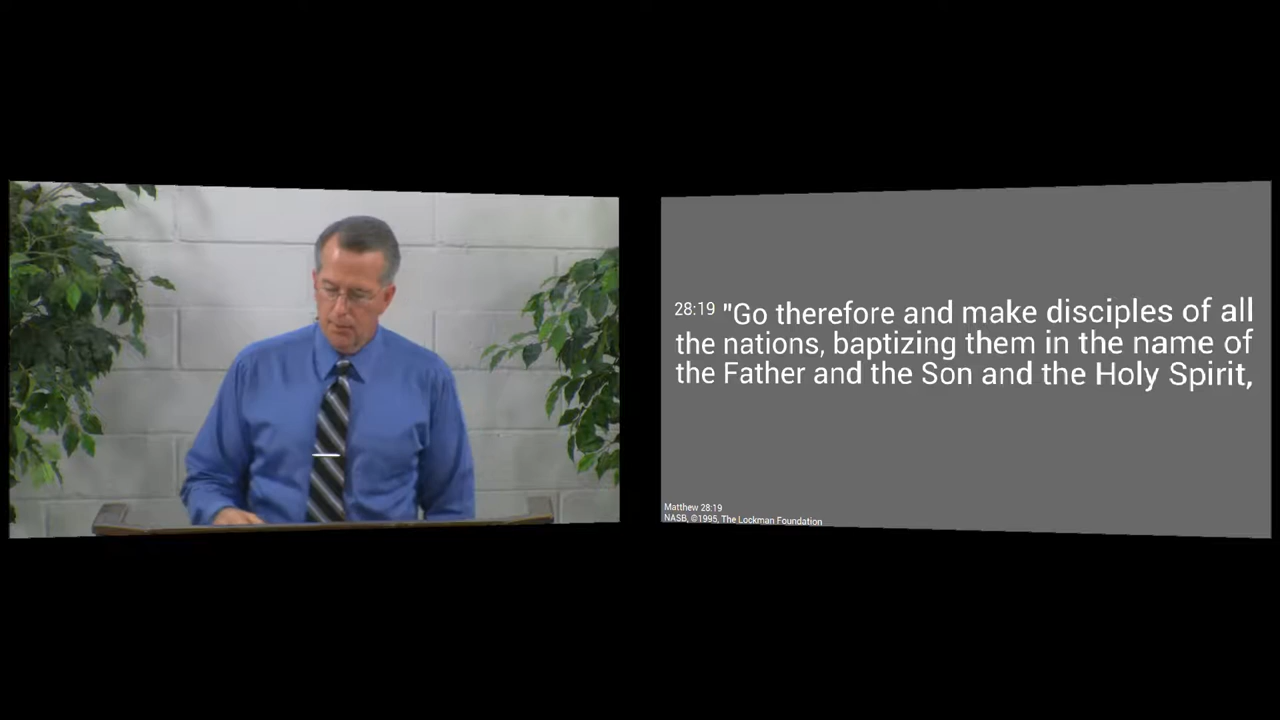 28:19 "Go therefore and make disciples of all
the nations, baptizing them in the name of
the Father and the Son and the Holy Spirit,
Matthew 28:19
NASB, ©1995, The Lockman Foundation